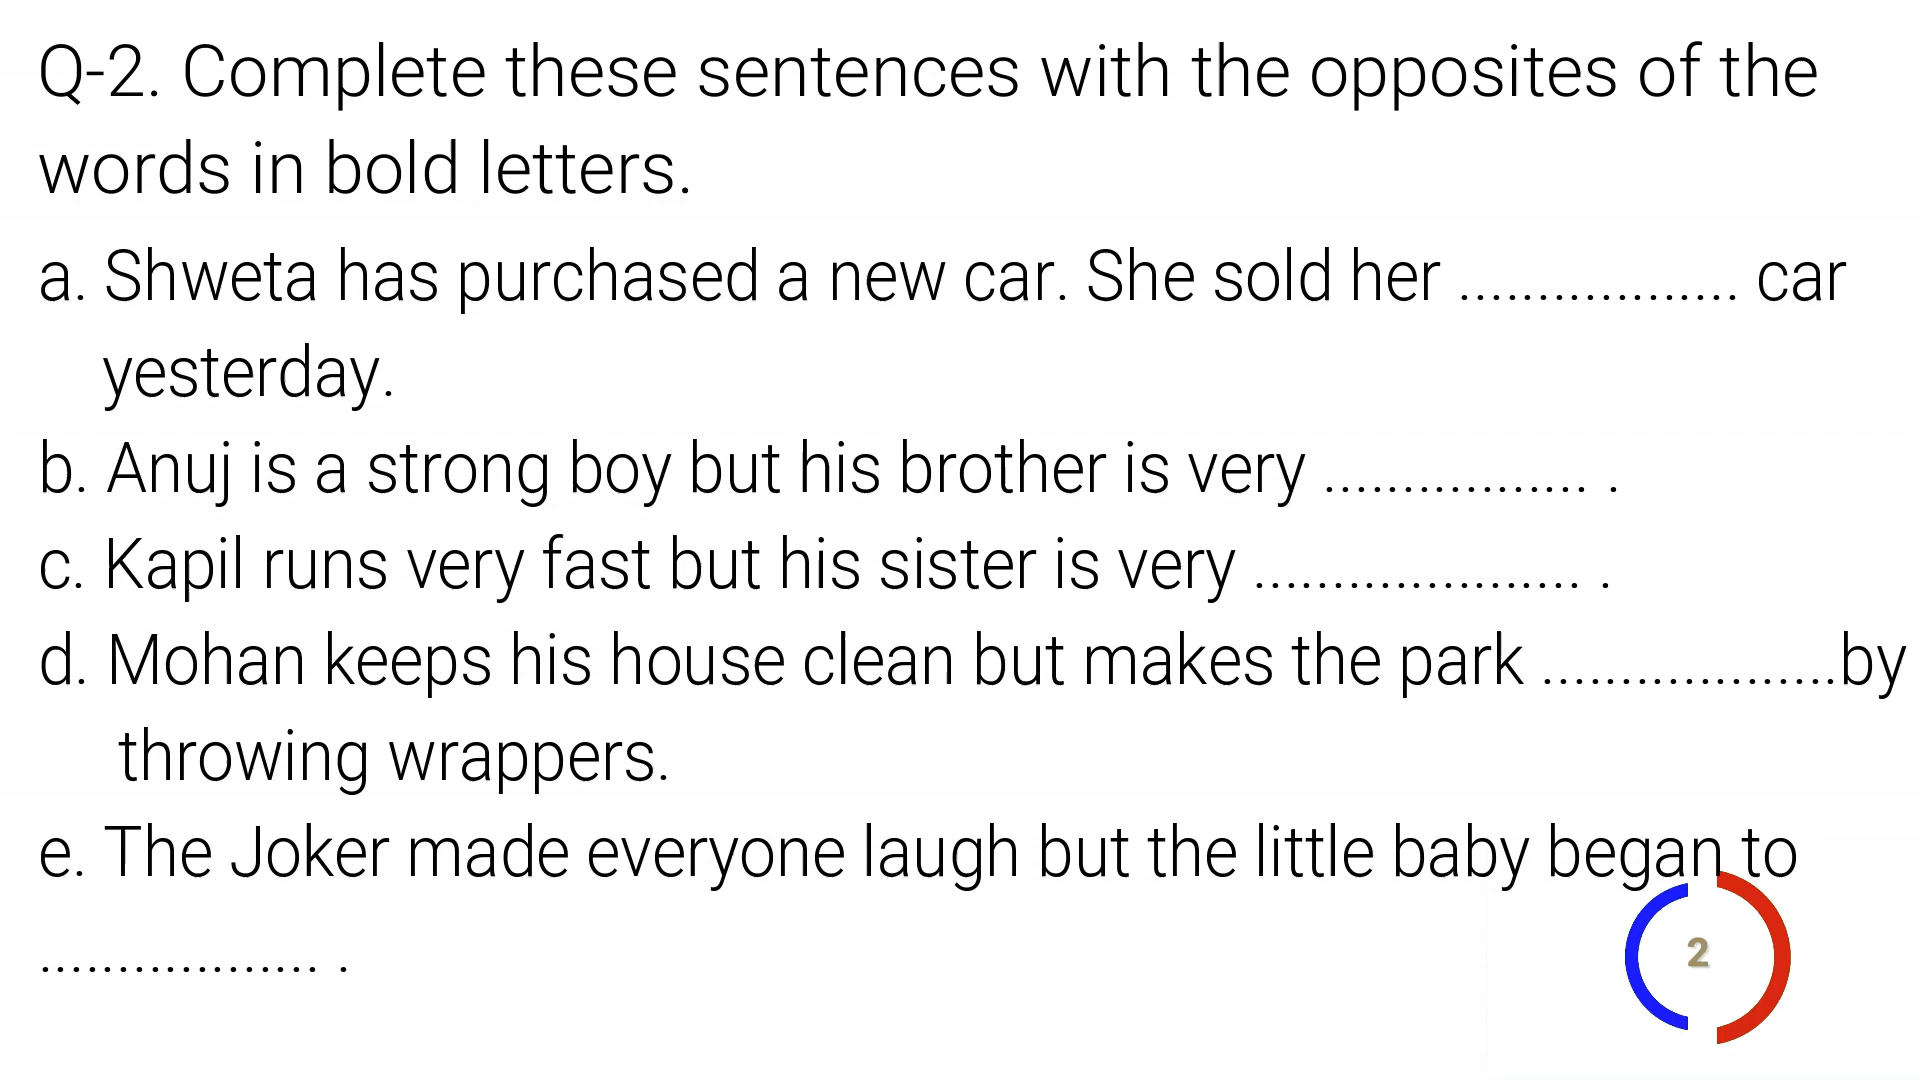 Q-2. Complete these sentences with the opposites of the
words in bold letters.
a. Shweta has purchased a new car. She sold her .................. car
yesterday.
b. Anuj is a strong boy but his brother is very ................. .
c. Kapil runs very fast but his sister is very ..................... .
d. Mohan keeps his house clean but makes the park ...................by
throwing wrappers.
e. The Joker made everyone laugh but the little baby began to
.................. .
2